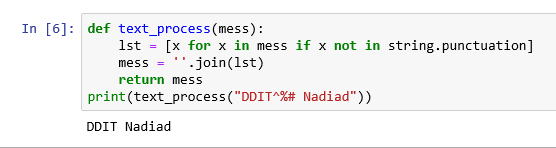 In [6]: def text_process(mess):
    lst = [x for x in mess if x not in string.punctuation]
    mess = ''.join(lst)
    return mess
print(text_process("DDIT^%# Nadiad"))
DDIT Nadiad